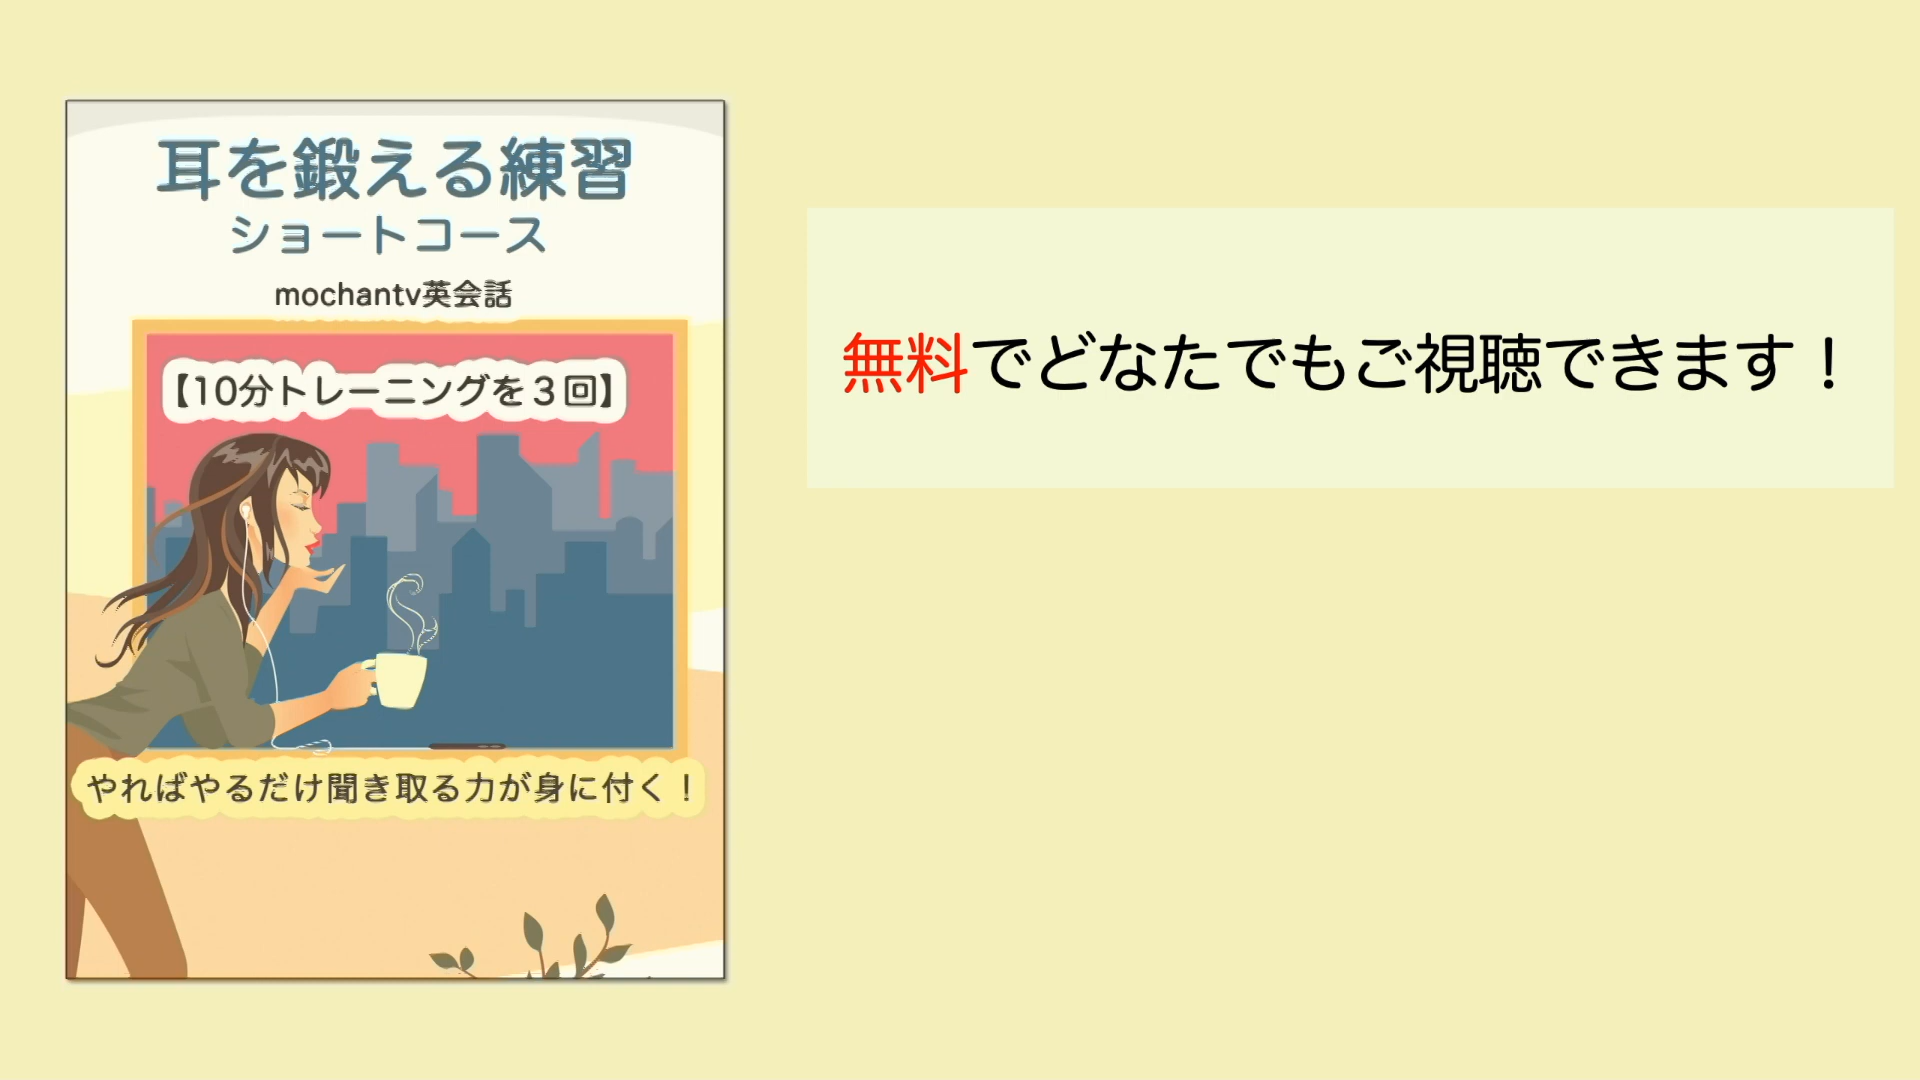 耳を鍛える練習
ショートコース
mochantv英会話
【10分トレーニングを３回】
やればやるだけ聞き取る力が身に付く！
無料でどなたでもご視聴できます！